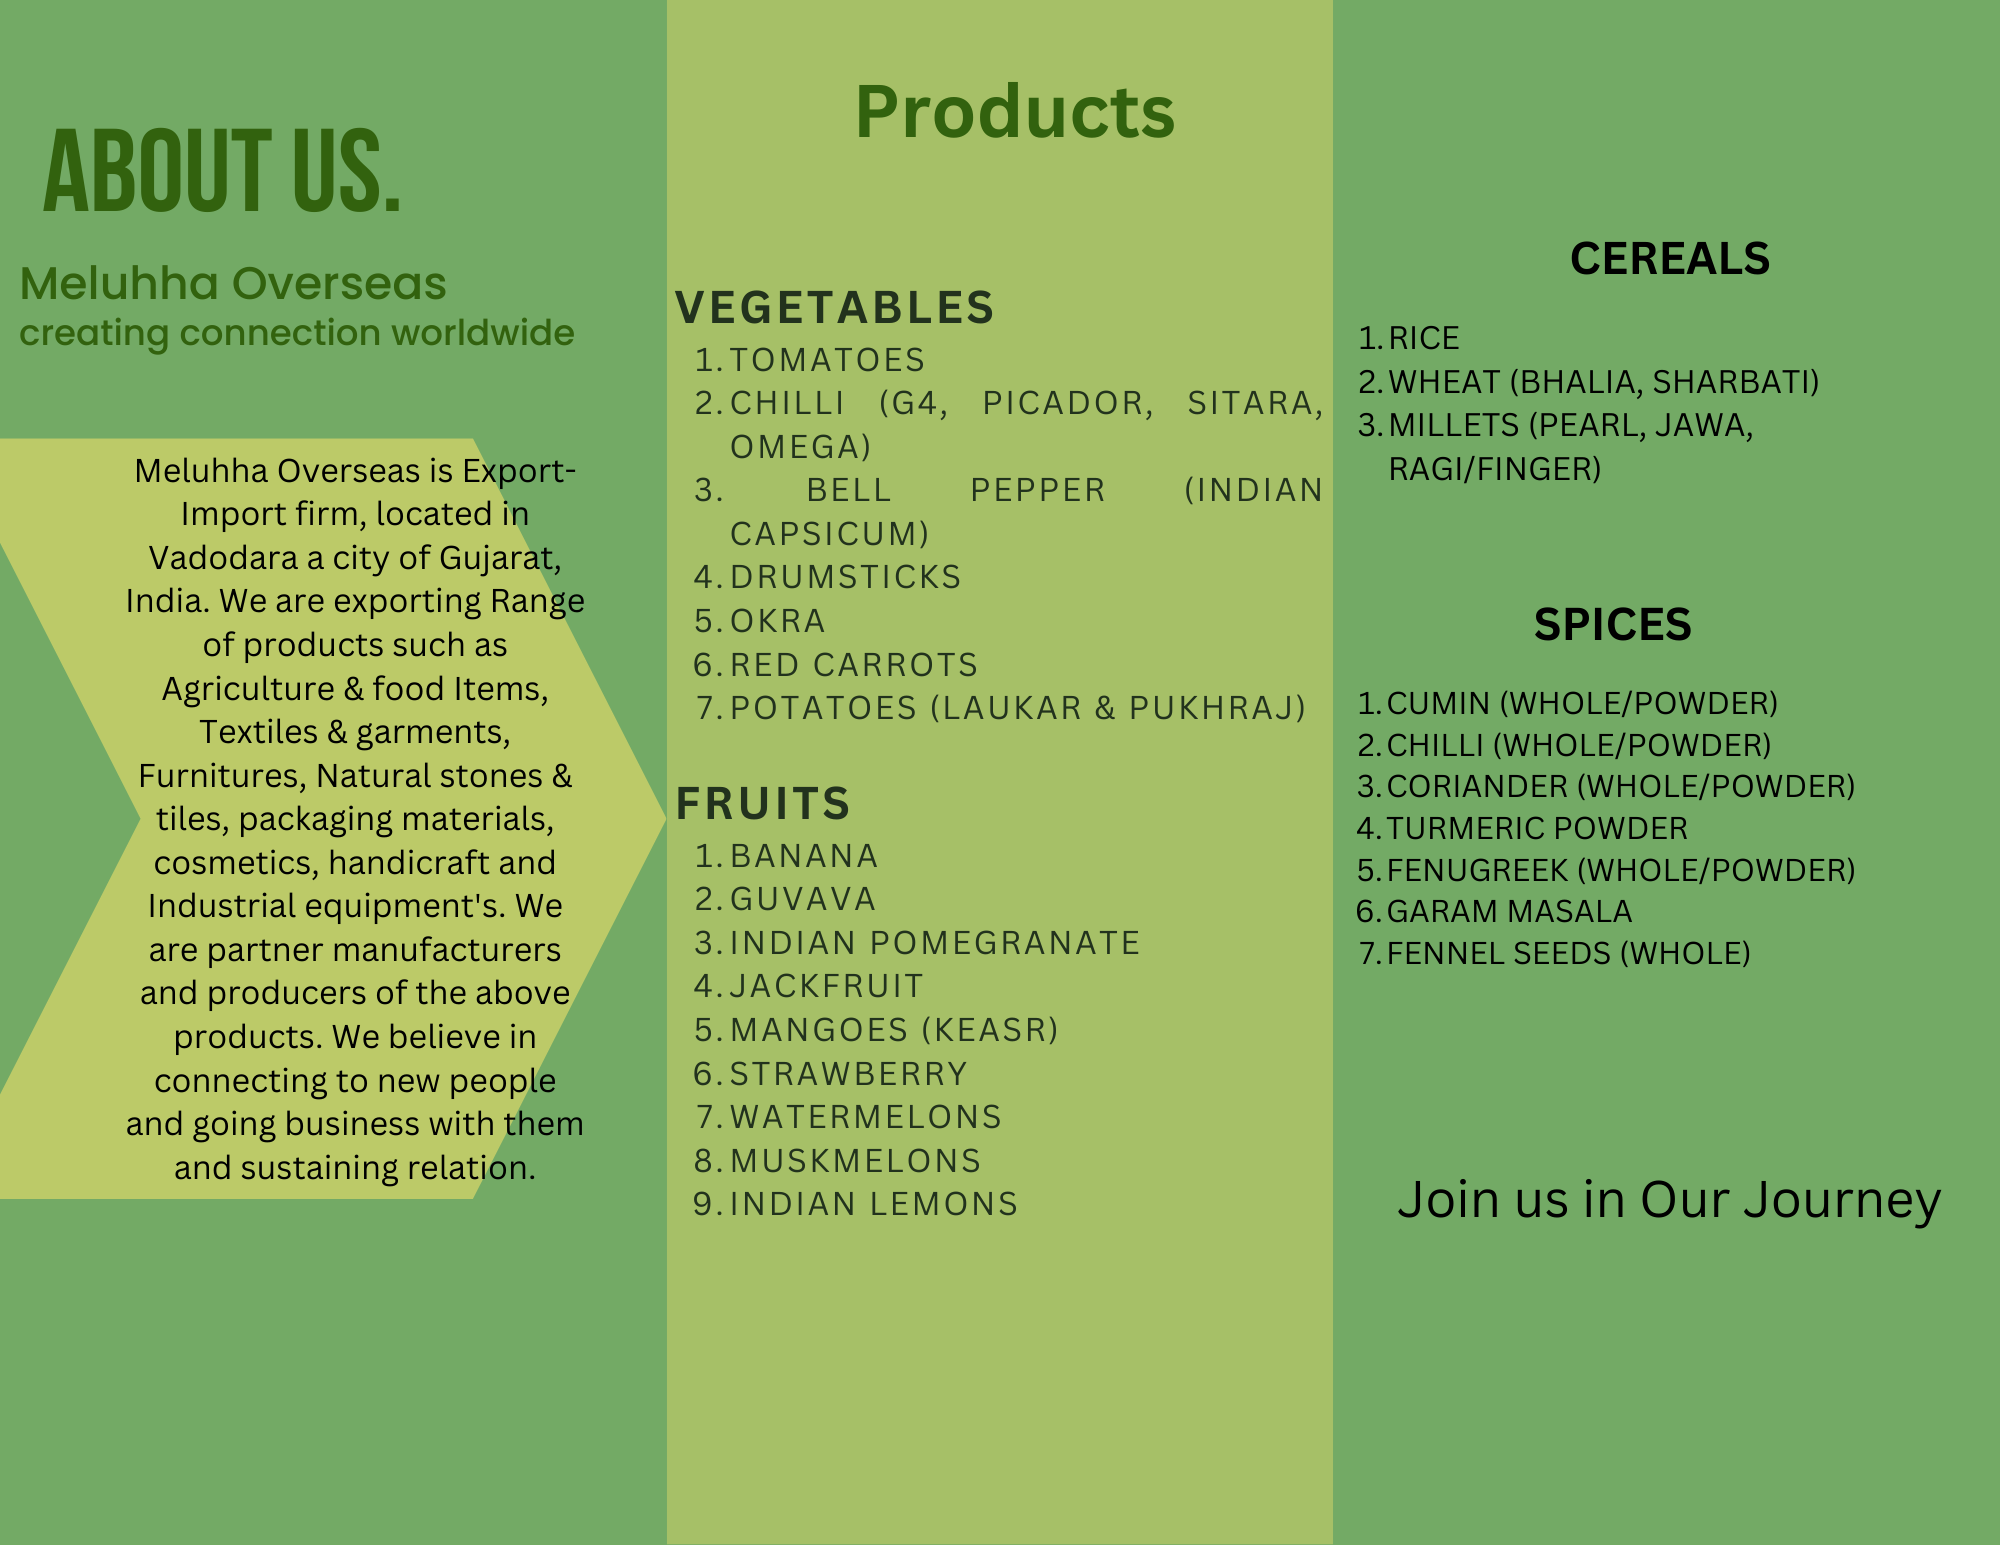 ABOUT US.
Meluhha Overseas
creating connection worldwide
Meluhha Overseas is Export-
Import firm, located in
Vadodara a city of Gujarat,
India. We are exporting Range
of products such as
Agriculture & food Items,
Textiles & garments,
Furnitures, Natural stones &
tiles, packaging materials,
cosmetics, handicraft and
Industrial equipment's. We
are partner manufacturers
and producers of the above
products. We believe in
connecting to new people
and going business with them
and sustaining relation.
Products
VEGETABLES
1. TOMATOES
2. CHILLI (G4, PICADOR, SITARA,
OMEGA)
3. BELL PEPPER (INDIAN
CAPSICUM)
4. DRUMSTICKS
5. OKRA
6. RED CARROTS
7. POTATOES (LAUKAR & PUKHRAJ)
FRUITS
1. BANANA
2. GUVAVA
3. INDIAN POMEGRANATE
4. JACKFRUIT
5. MANGOES (KEASR)
6. STRAWBERRY
7. WATERMELONS
8. MUSKMELONS
9. INDIAN LEMONS
CEREALS
1. RICE
2. WHEAT (BHALIA, SHARBATI)
3. MILLETS (PEARL, JAWA,
RAGI/FINGER)
SPICES
1. CUMIN (WHOLE/POWDER)
2. CHILLI (WHOLE/POWDER)
3. CORIANDER (WHOLE/POWDER)
4. TURMERIC POWDER
5. FENUGREEK (WHOLE/POWDER)
6. GARAM MASALA
7. FENNEL SEEDS (WHOLE)
Join us in Our Journey